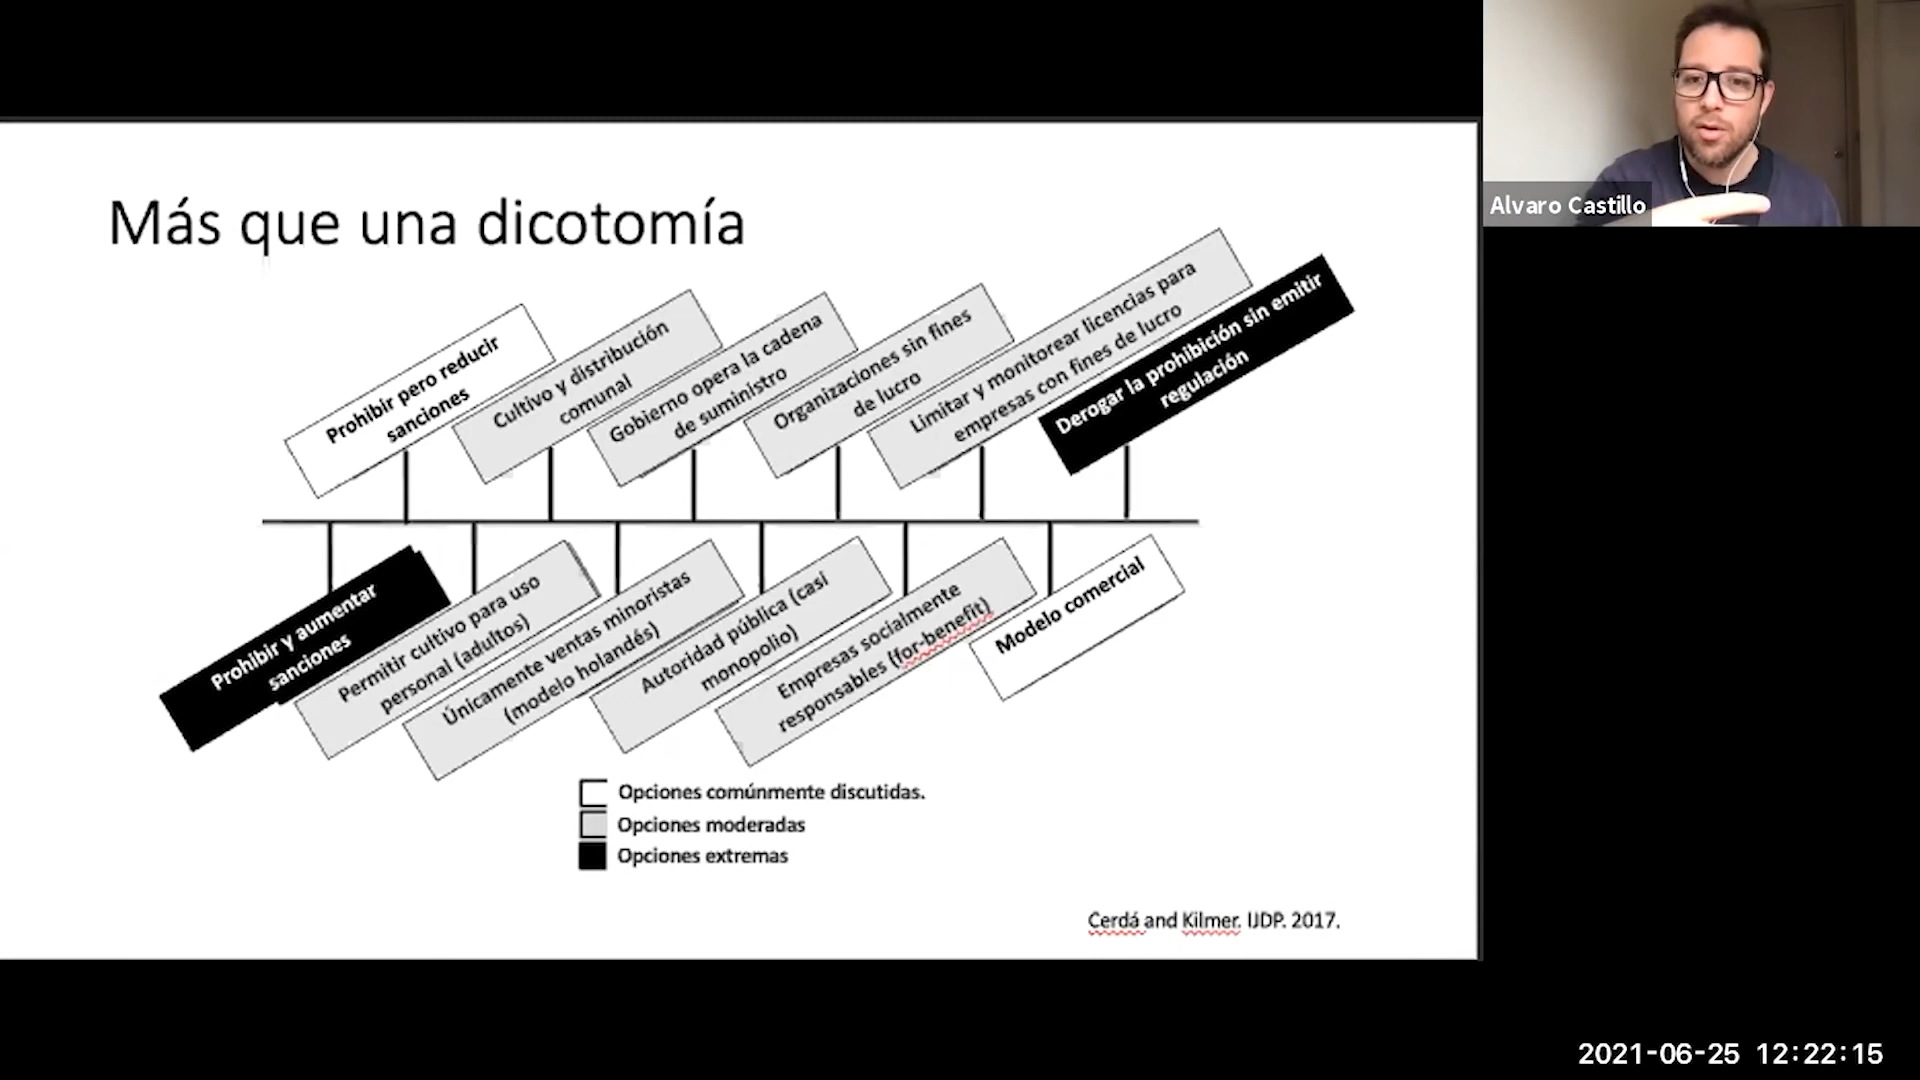 Alvaro Castillo
Más que una dicotomía
Prohibir pero reducir
sanciones
Cultivo y distribución
comunal
Gobierno opera la cadena
de suministro
Organizaciones sin fines
de lucro
Limitar y monitorear licencias para
empresas con fines de lucro
Derogar la prohibición sin emitir
regulación
Prohibir y aumentar
sanciones
Permitir cultivo para uso
personal (adultos)
Únicamente ventas minoristas
(modelo holandés)
Autoridad pública (casi
monopolio)
Empresas socialmente
responsables (for-benefit)
Modelo comercial
Opciones comúnmente discutidas.
Opciones moderadas
Opciones extremas
Cerdá and Kilmer. IJDP. 2017.
2021-06-25 12:22:15